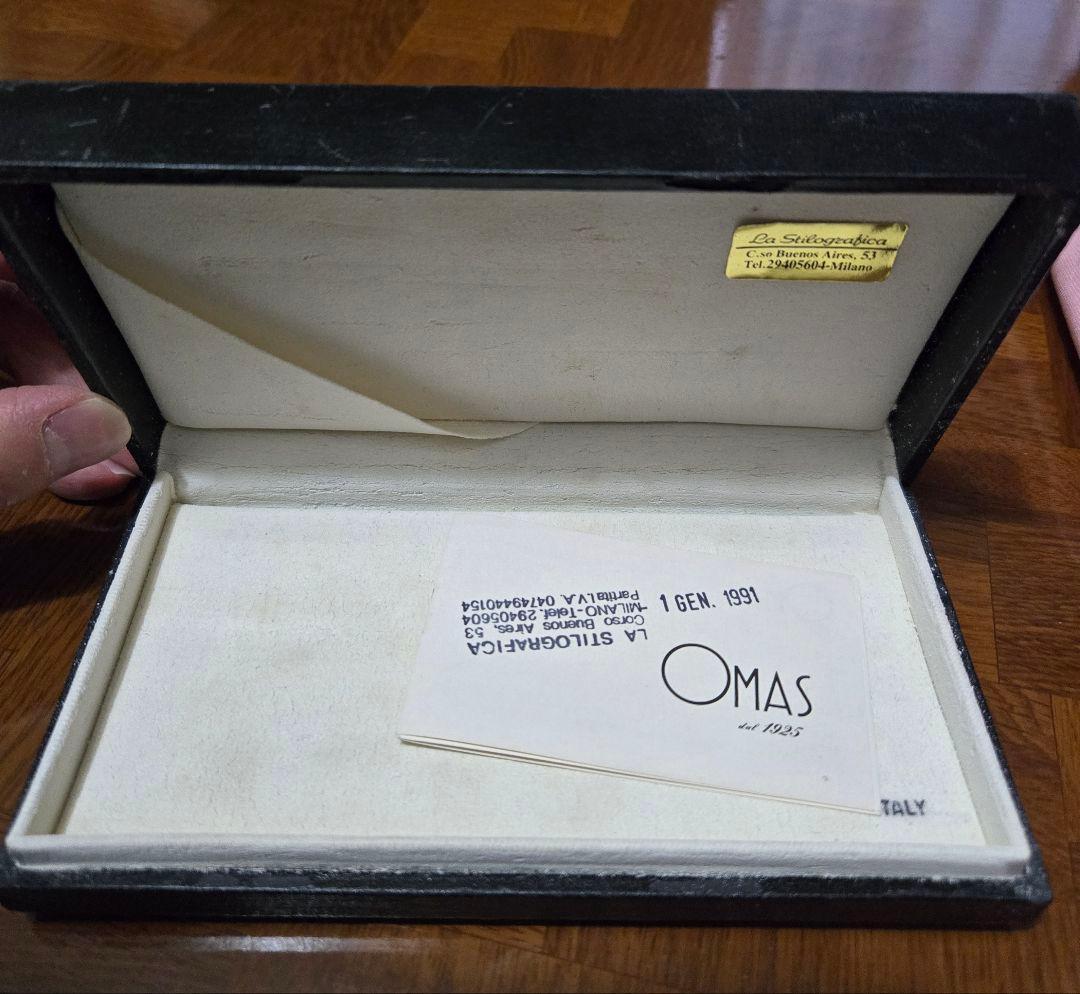 La Stilografica
C.so Buenos Aires, 53
Tel.29405604-Milano
1 GEN. 1991
LA STILOGRAFICA
Corso Buenos Aires, 53
-MILANO-Telef. 29405604
Partita I.V.A. 04749440154
OMAS
dal 1925
ITALY